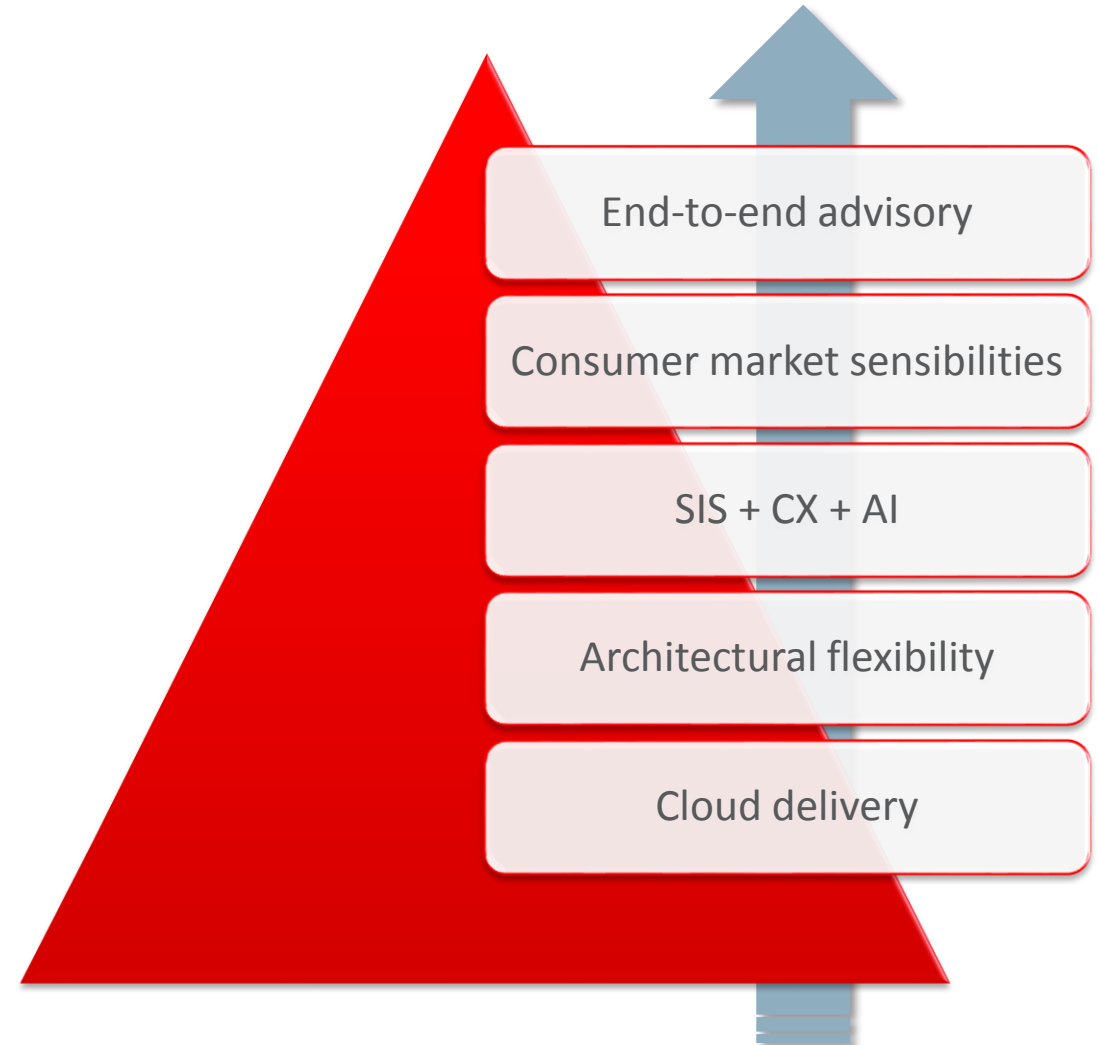 End-to-end advisory
Consumer market sensibilities
SIS + CX + AI
Architectural flexibility
Cloud delivery